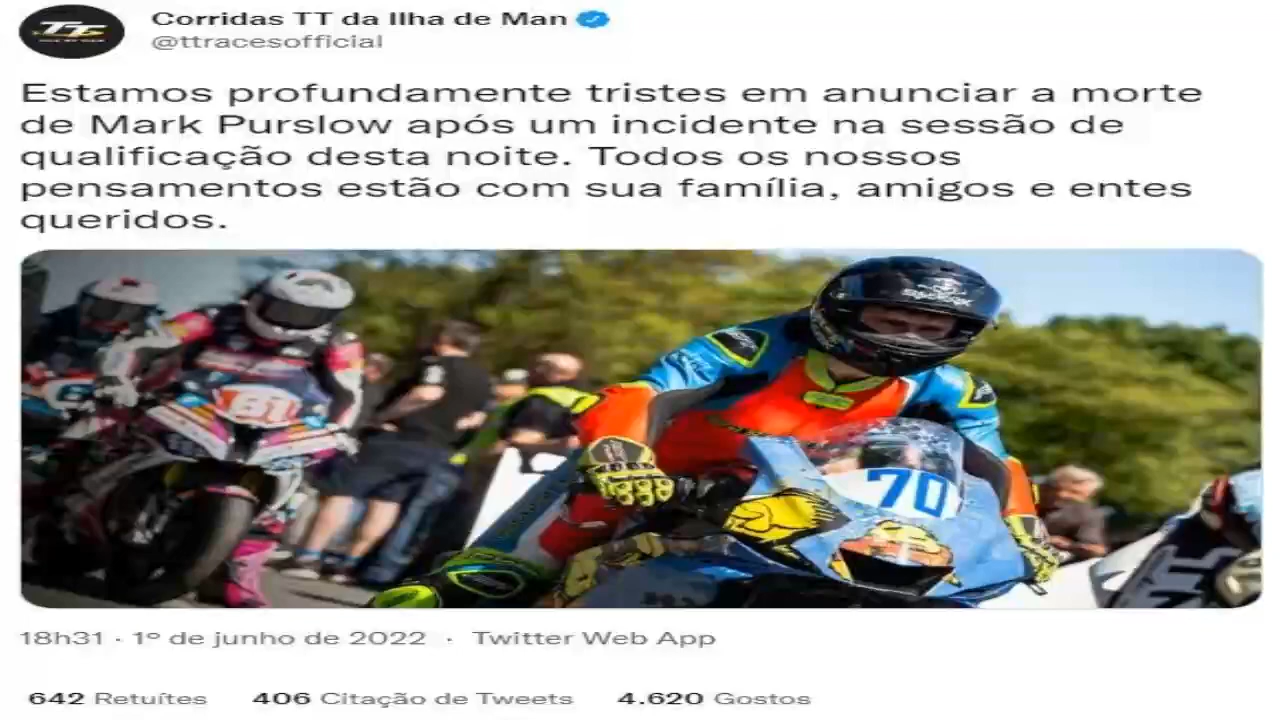 TT
Corridas TT da Ilha de Man
@ttracesofficial
Estamos profundamente tristes em anunciar a morte
de Mark Purslow após um incidente na sessão de
qualificação desta noite. Todos os nossos
pensamentos estão com sua família, amigos e entes
queridos.
81
70
18h31 · 1º de junho de 2022 · Twitter Web App
642 Retuítes 406 Citação de Tweets 4.620 Gostos